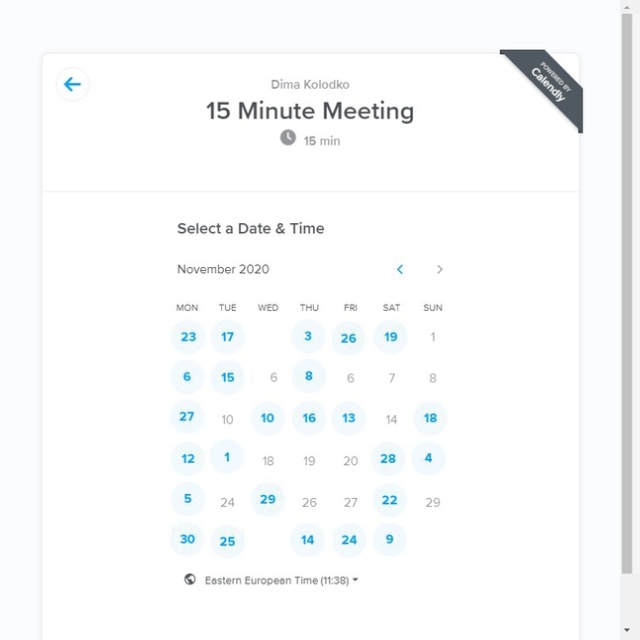 Dima Kolodko
15 Minute Meeting
15 min
POWERED BY
Calendly
Select a Date & Time
November 2020
MON TUE WED THU FRI SAT SUN
23 17 3 26 19 1
6 15 6 8 6 7 8
27 10 10 16 13 14 18
12 1 18 19 20 28 4
5 24 29 26 27 22 29
30 25 14 24 9
Eastern European Time (11:38)